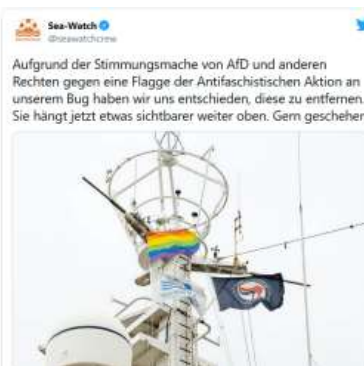 Sea-Watch
@seawatchcrew
Aufgrund der Stimmungsmache von AfD und anderen
Rechten gegen eine Flagge der Antifaschistischen Aktion an
unserem Bug haben wir uns entschieden, diese zu entfernen.
Sie hängt jetzt etwas sichtbarer weiter oben. Gern geschehen